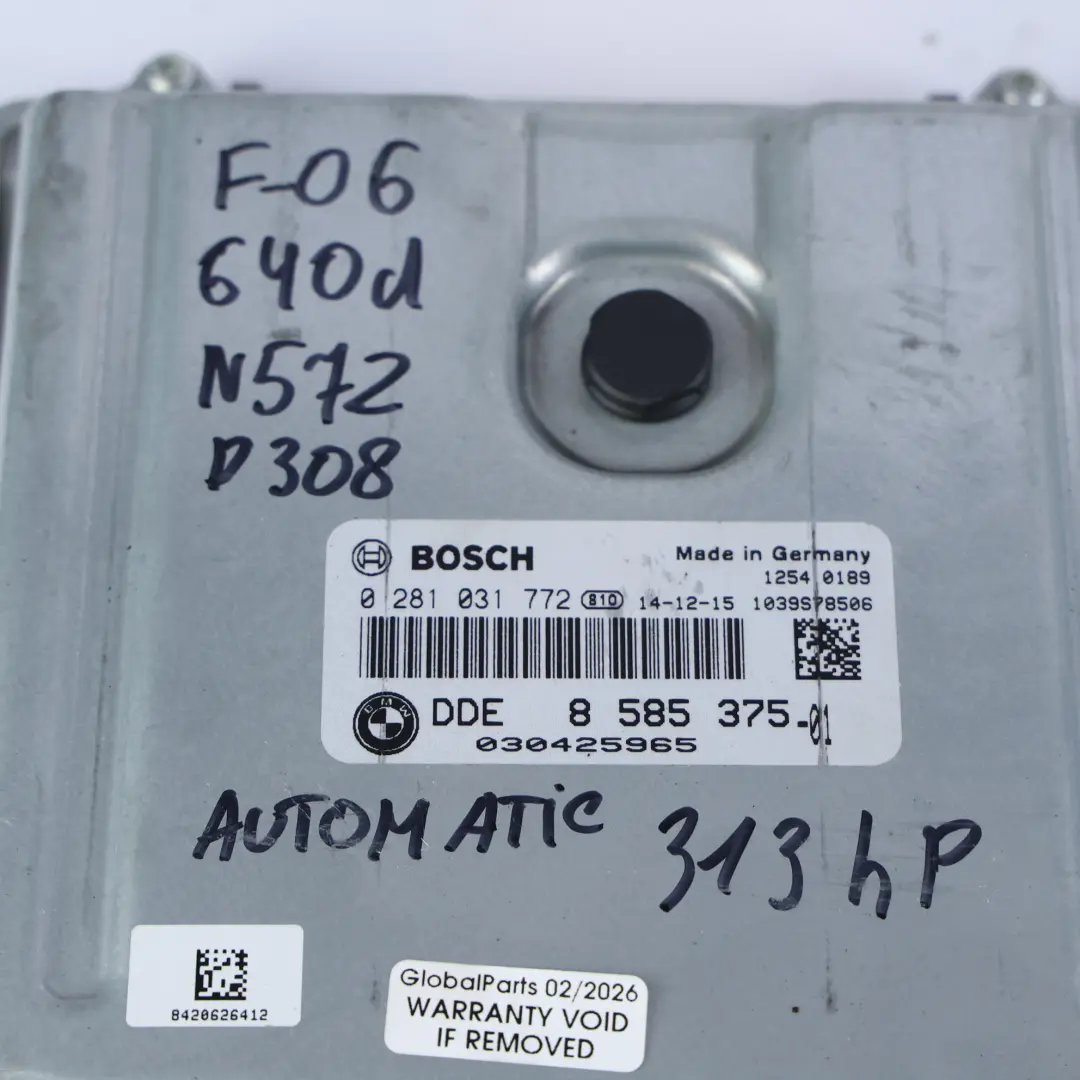 F-06
640d
N57Z
D308
BOSCH
Made in Germany
1254 0189
0 281 031 772 810 14-12-15 1039S78506
BMW
DDE 8 585 375-01
030425965
AUTOMATiC 313 hP
8420626412
GlobalParts 02/2026
WARRANTY VOID
IF REMOVED